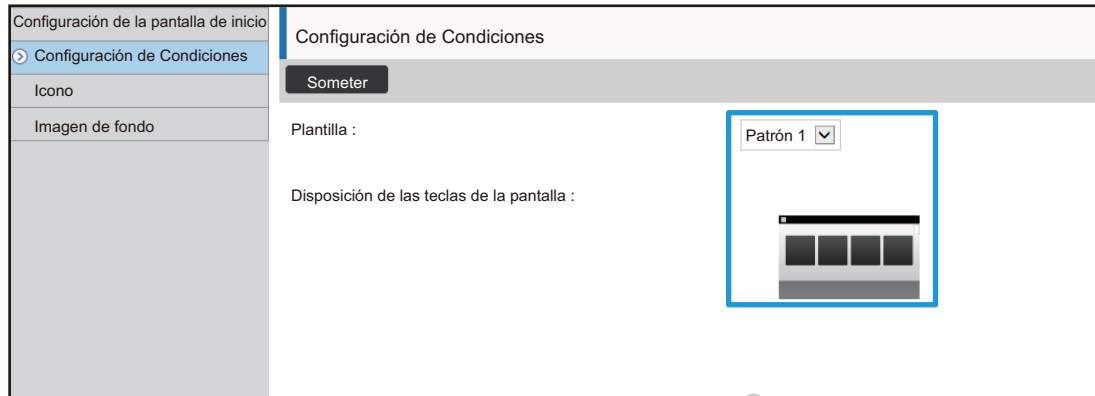 Configuración de la pantalla de inicio
Configuración de Condiciones
Icono
Imagen de fondo
Configuración de Condiciones
Someter
Plantilla :
Patrón 1
Disposición de las teclas de la pantalla :